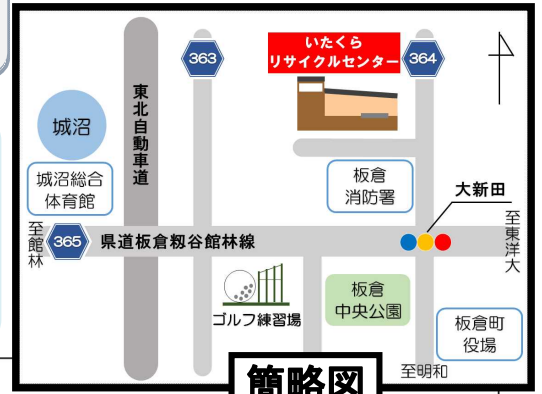 いたくら
リサイクルセンター
363
364
東北自動車道
城沼
城沼総合
体育館
板倉
消防署
大新田
至館林
365
県道板倉籾谷館林線
至東洋大
ゴルフ練習場
板倉
中央公園
板倉町
役場
至明和
簡略図